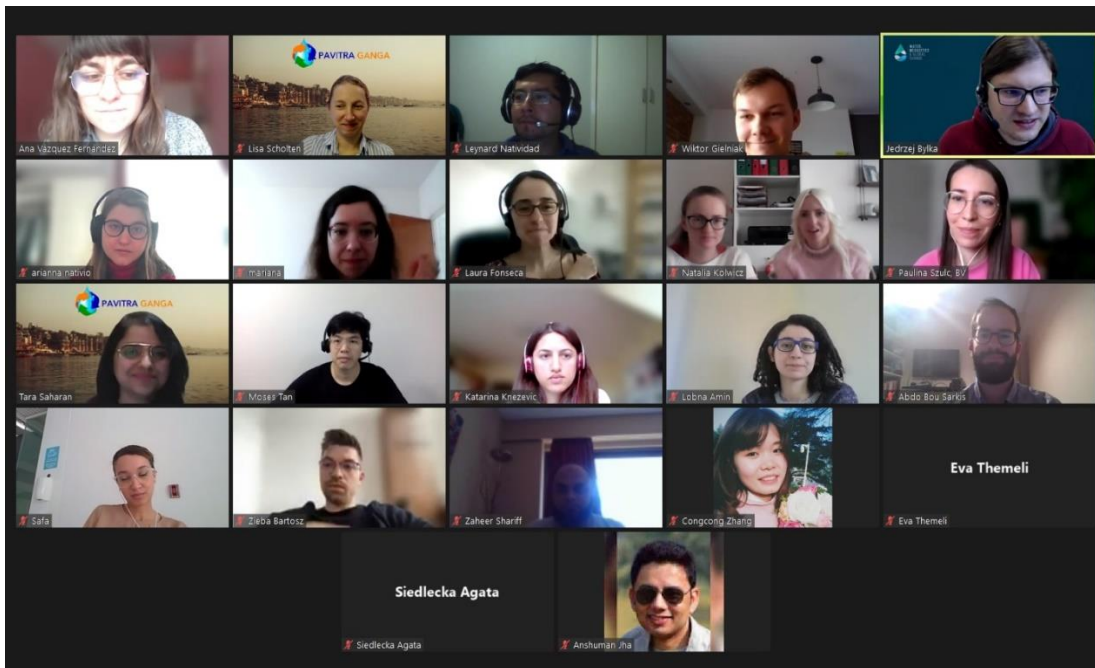 PAVITRA GANGA
Ana Vázquez Fernández
Lisa Scholten
Leynard Natividad
Wiktor Gielniak
Jedrzej Bylka
arianna nativio
mariana
Laura Fonseca
Natalia Kolwicz
Paulina Szulc, BV
PAVITRA GANGA
Tara Saharan
Moses Tan
Katarina Knezevic
Lobna Amin
Abdo Bou Sarkis
Safa
Zieba Bartosz
Zaheer Shariff
Congcong Zhang
Eva Themeli
Eva Themeli
Siedlecka Agata
Siedlecka Agata
Anshuman Jha